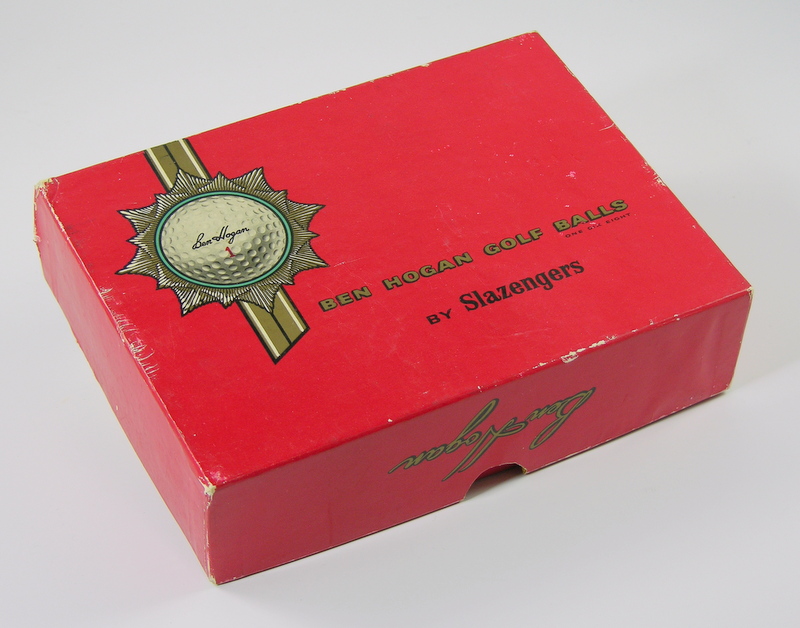 Ben Hogan
1
BEN HOGAN GOLF BALLS
ONE SIX EIGHT
BY Slazengers
Ben Hogan